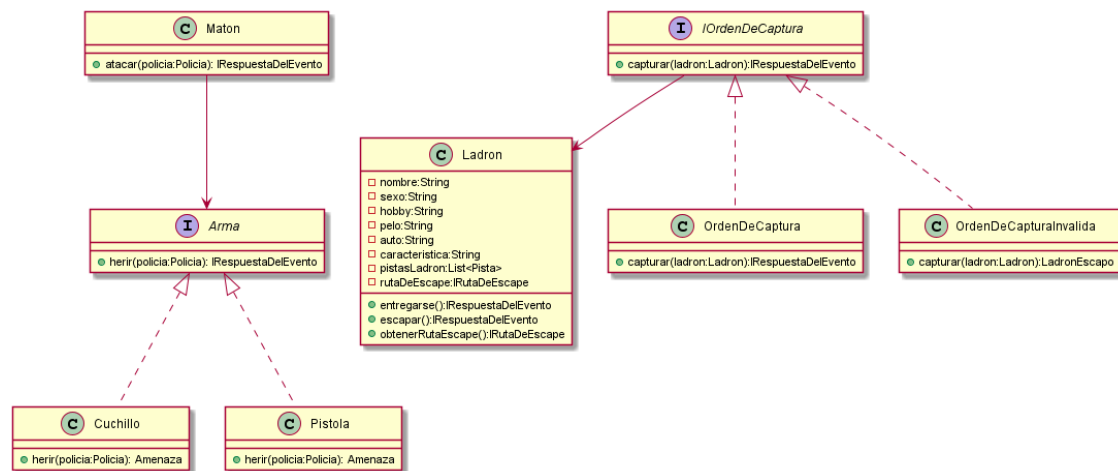 C Maton
atacar(policia:Policia): IRespuestaDelEvento
I Arma
herir(policia:Policia): IRespuestaDelEvento
C Cuchillo
herir(policia:Policia): Amenaza
C Pistola
herir(policia:Policia): Amenaza
I IOrdenDeCaptura
capturar(ladron:Ladron):IRespuestaDelEvento
C Ladron
nombre:String
sexo:String
hobby:String
pelo:String
auto:String
caracteristica:String
pistasLadron:List<Pista>
rutaDeEscape:IRutaDeEscape
entregarse():IRespuestaDelEvento
escapar():IRespuestaDelEvento
obtenerRutaEscape():IRutaDeEscape
C OrdenDeCaptura
capturar(ladron:Ladron):IRespuestaDelEvento
C OrdenDeCapturaInvalida
capturar(ladron:Ladron):LadronEscapo